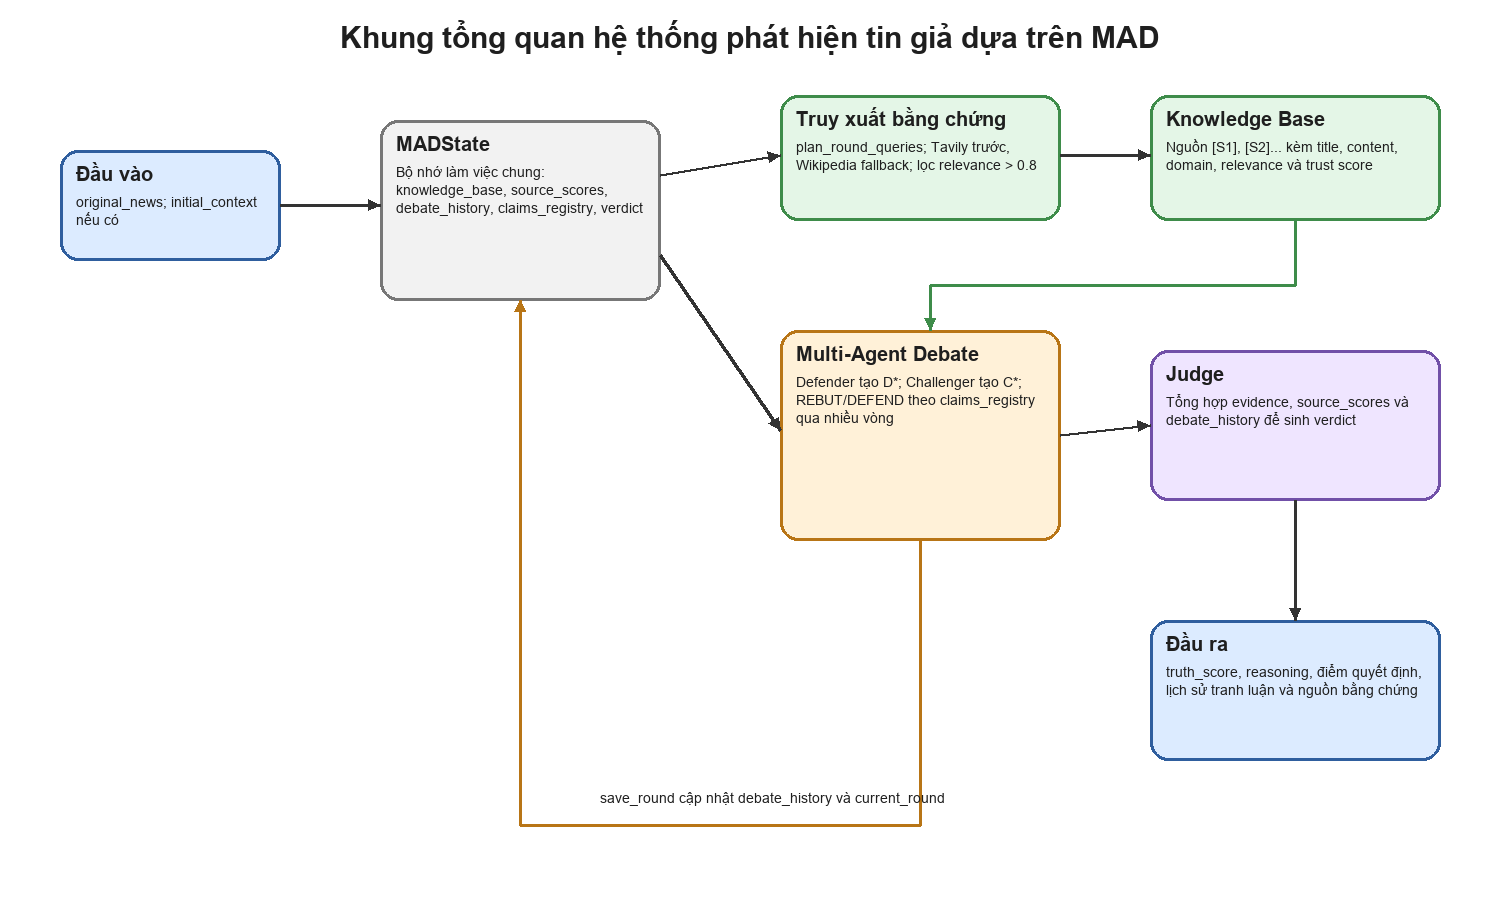 Khung tổng quan hệ thống phát hiện tin giả dựa trên MAD
Đầu vào
original_news; initial_context
nếu có
MADState
Bộ nhớ làm việc chung:
knowledge_base, source_scores,
debate_history, claims_registry, verdict
Truy xuất bằng chứng
plan_round_queries; Tavily trước,
Wikipedia fallback; lọc relevance > 0.8
Knowledge Base
Nguồn [S1], [S2]... kèm title, content,
domain, relevance và trust score
Multi-Agent Debate
Defender tạo D*; Challenger tạo C*;
REBUT/DEFEND theo claims_registry
qua nhiều vòng
Judge
Tổng hợp evidence, source_scores và
debate_history để sinh verdict
Đầu ra
truth_score, reasoning, điểm quyết định,
lịch sử tranh luận và nguồn bằng chứng
save_round cập nhật debate_history và current_round